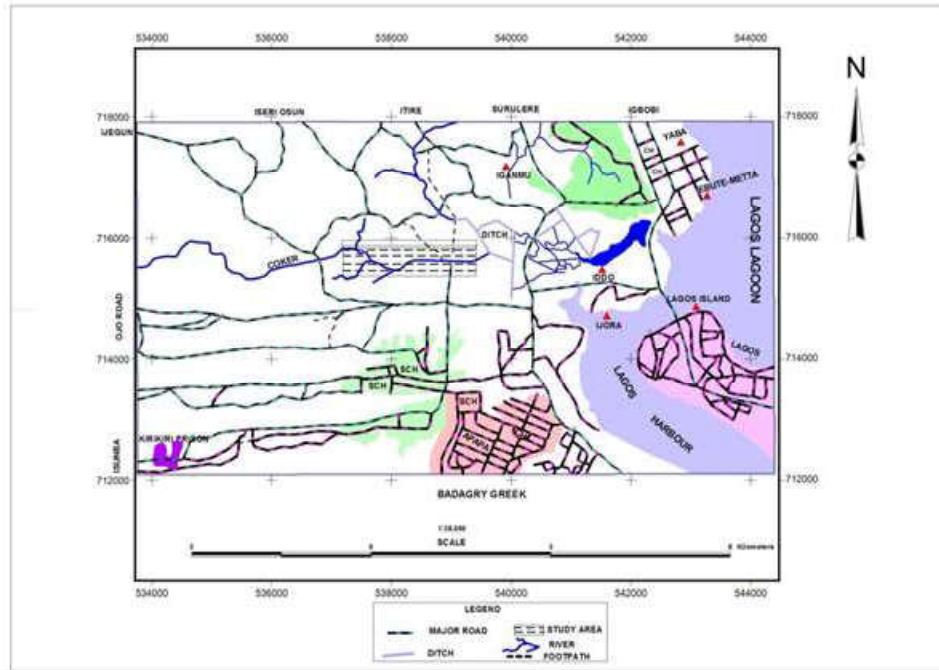 534000 536000 538000 540000 542000 544000
718000 718000
ISERI OSUN ITIRE SURULERE IGBOBI
IJEGUN
YABA
IGANMU
EBUTE-METTA
LAGOS LAGOON
716000 716000
DITCH
COKER
IDDO
LAGOS ISLAND
OJO ROAD
IJORA
714000 714000
LAGOS
SCH
SCH
LAGOS
HARBOUR
SCH
APAPA
KIRIKIRI PRISON
ISUNBA
712000 712000
BADAGRY GREEK
SCALE
Kilometers
534000 536000 538000 540000 542000 544000
N
LEGEND
MAJOR ROAD STUDY AREA
RIVER
DITCH FOOTPATH